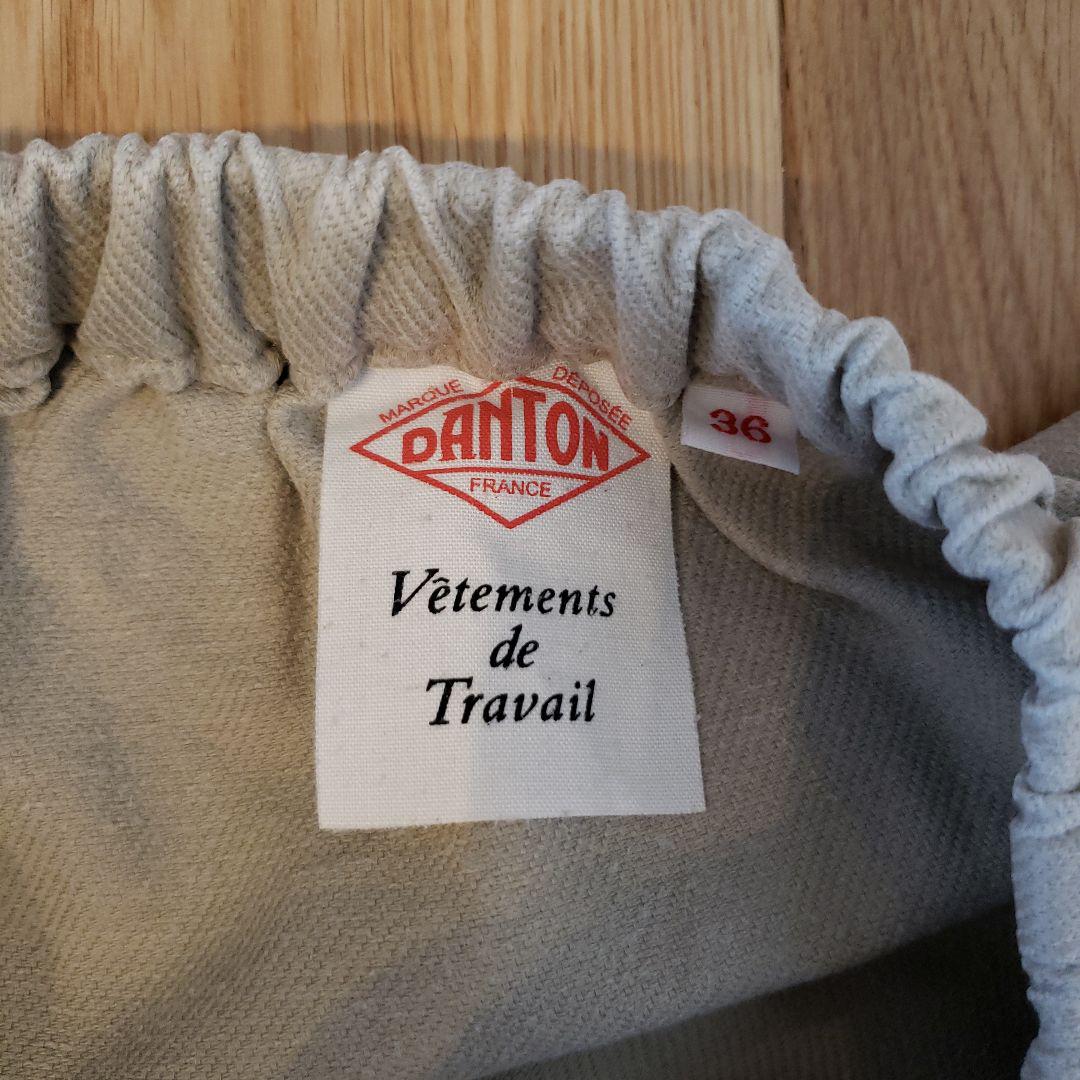 MARQUE DÉPOSÉE
DANTON
FRANCE
36
Vêtements
de
Travail